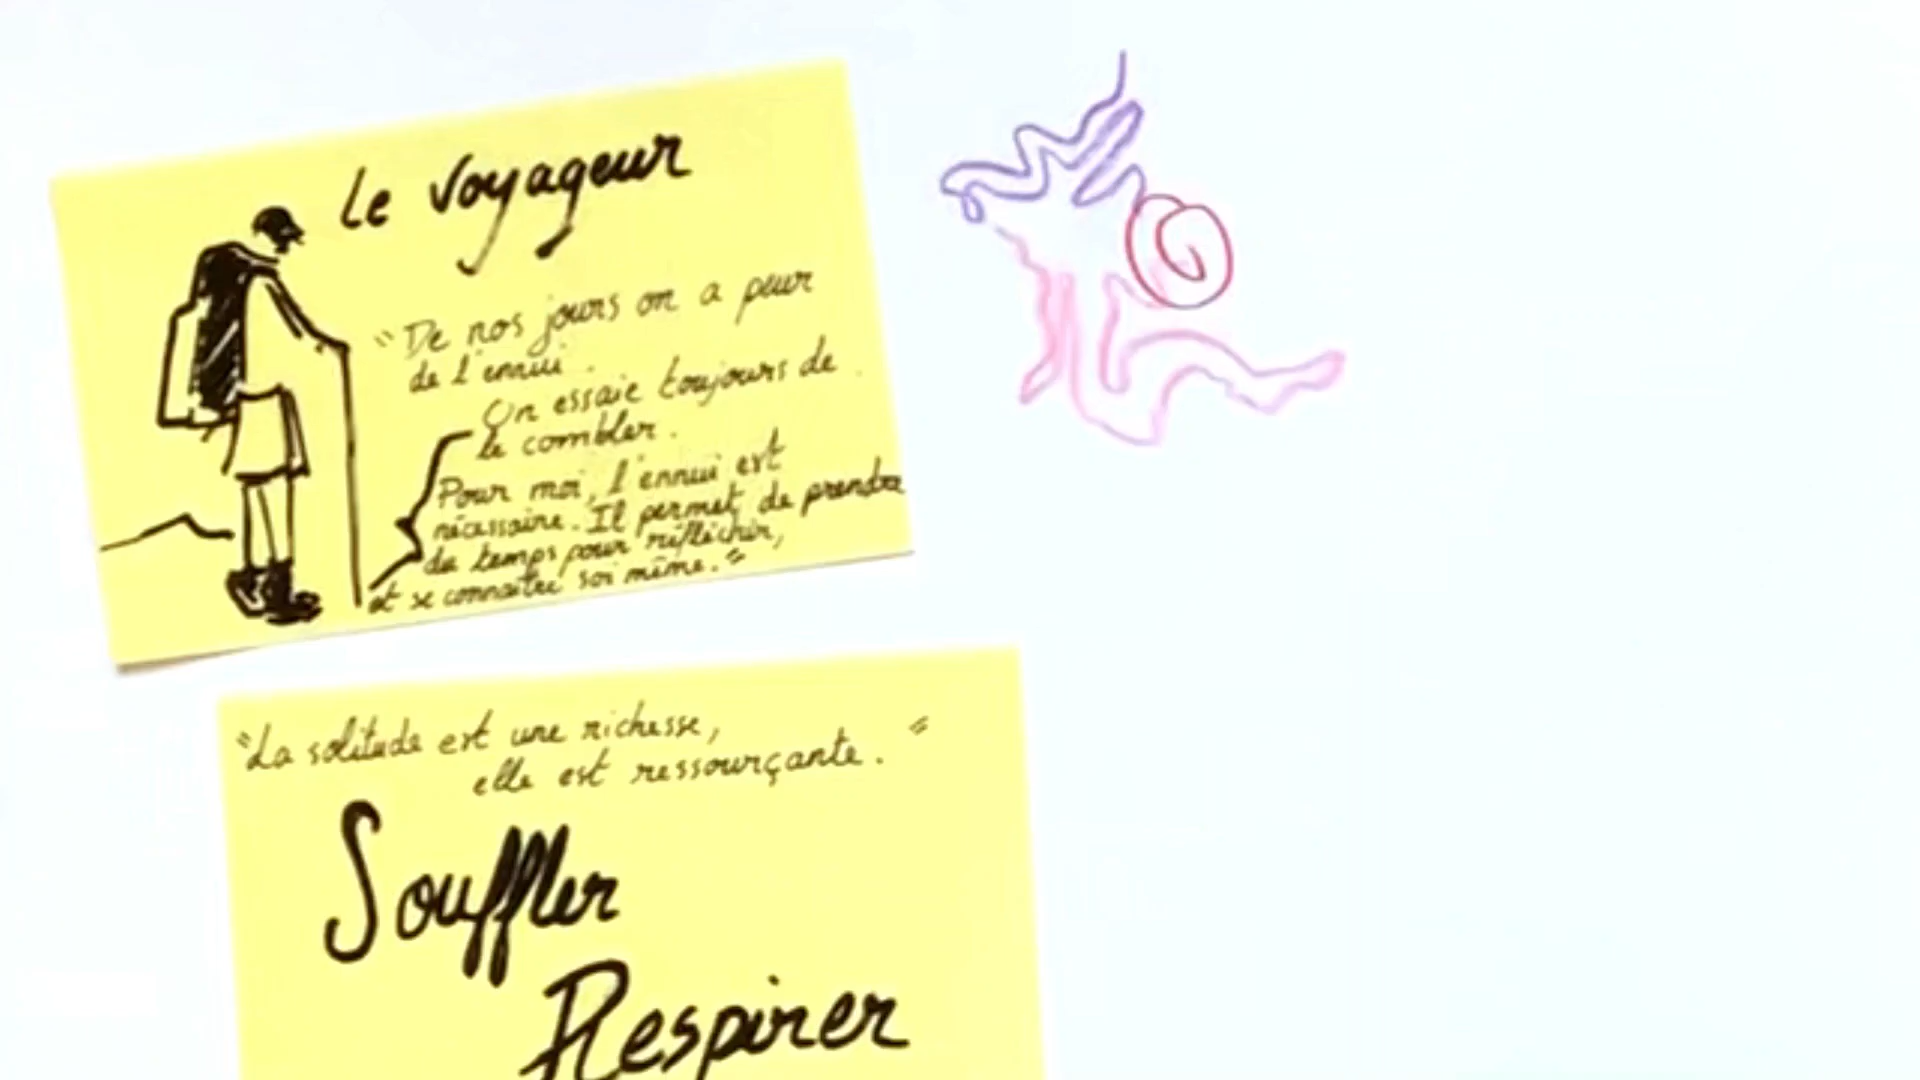 Le Voyageur
"De nos jours on a peur
de l'ennui.
On essaie toujours de
le combler.
Pour moi, l'ennui est
nécessaire. Il permet de prendre
du temps pour réfléchir,
et se connaître soi même."
"La solitude est une richesse,
elle est ressourçante. "
Souffler
Respirer